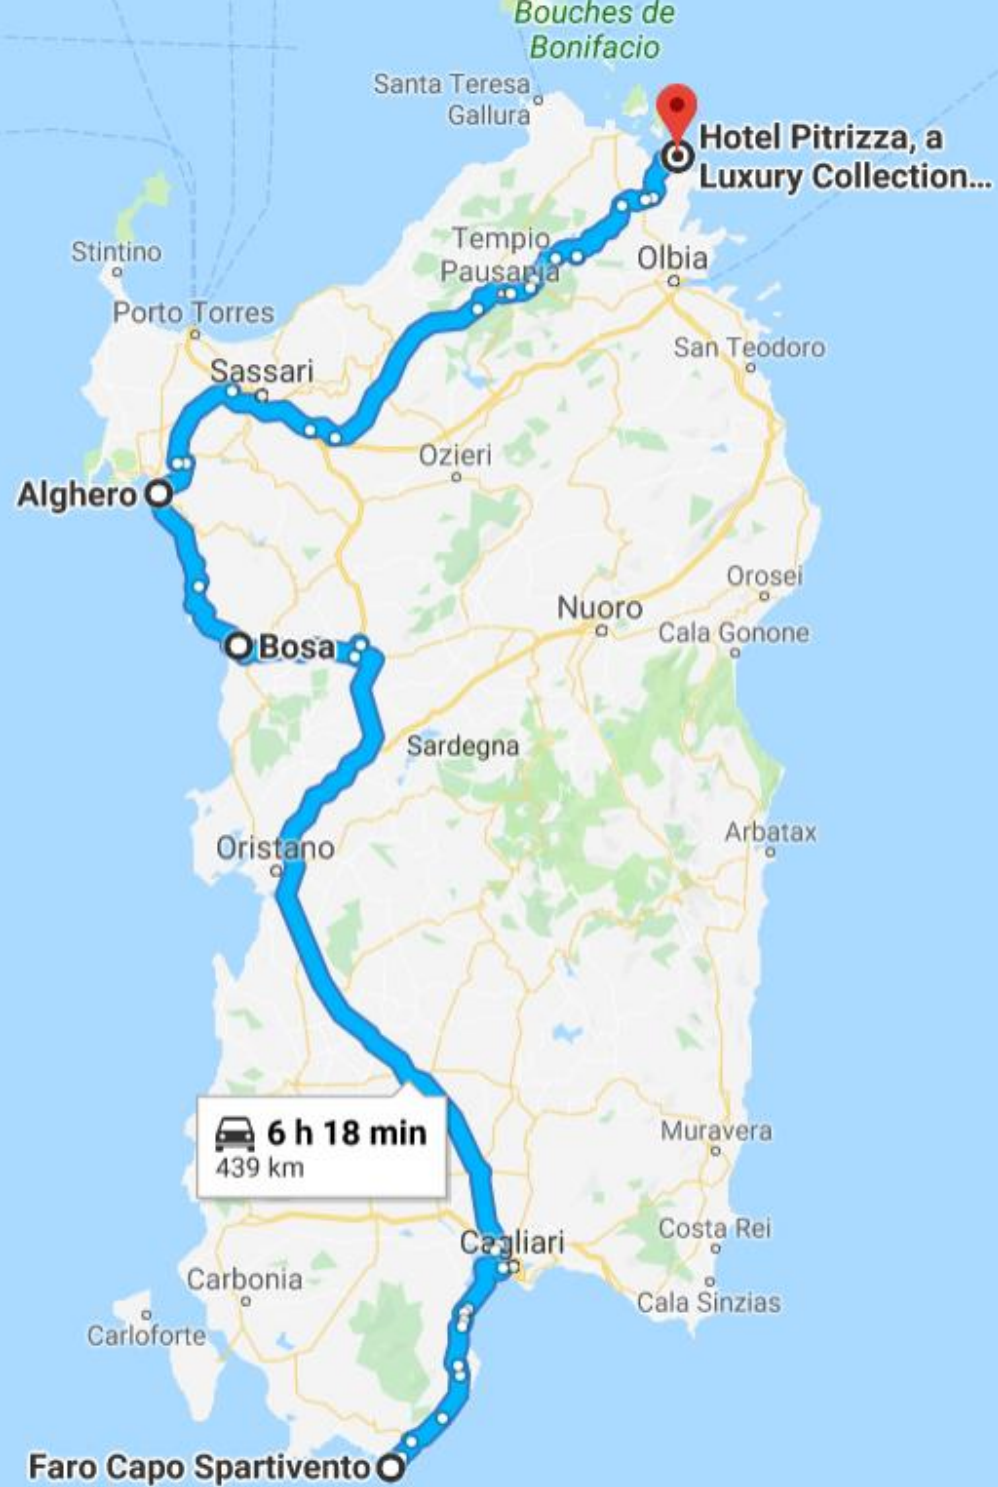 Bouches de
Bonifacio
Santa Teresa
Gallura
Hotel Pitrizza, a
Luxury Collection...
Stintino
Tempio
Pausania
Olbia
Porto Torres
San Teodoro
Sassari
Ozieri
Alghero
Orosei
Nuoro
Cala Gonone
Bosa
Sardegna
Arbatax
Oristano
6 h 18 min
439 km
Muravera
Costa Rei
Cagliari
Carbonia
Cala Sinzias
Carloforte
Faro Capo Spartivento